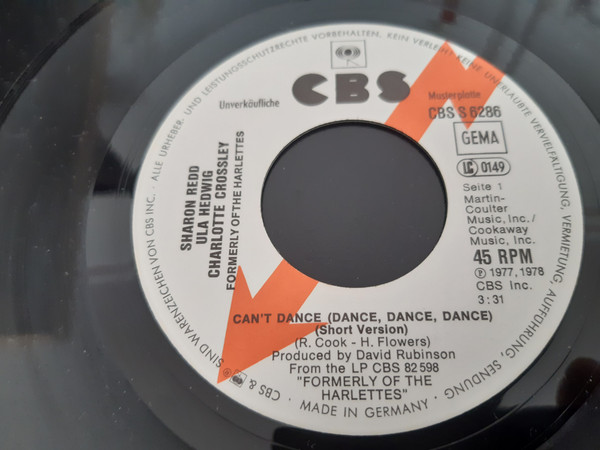 ALLE URHEBER- UND LEISTUNGSSCHUTZRECHTE VORBEHALTEN. KEIN VERLEIH! KEINE UNERLAUBTE VERVIELFÄLTIGUNG, VERMIETUNG, AUFFÜHRUNG, SENDUNG
CBS
Unverkäufliche Musterplatte
CBS S 6286
GEMA
LC 0149
Seite 1
Martin-
Coulter
Music, Inc./
Cookaway
Music, Inc.
45 RPM
℗ 1977, 1978
CBS Inc.
3:31
SHARON REDD
ULA HEDWIG
CHARLOTTE CROSSLEY
FORMERLY OF THE HARLETTES
CAN'T DANCE (DANCE, DANCE, DANCE)
(Short Version)
(R. Cook - H. Flowers)
Produced by David Rubinson
From the LP CBS 82 598
"FORMERLY OF THE
HARLETTES"
· MADE IN GERMANY ·
CBS & SIND WARENZEICHEN VON CBS INC. ·